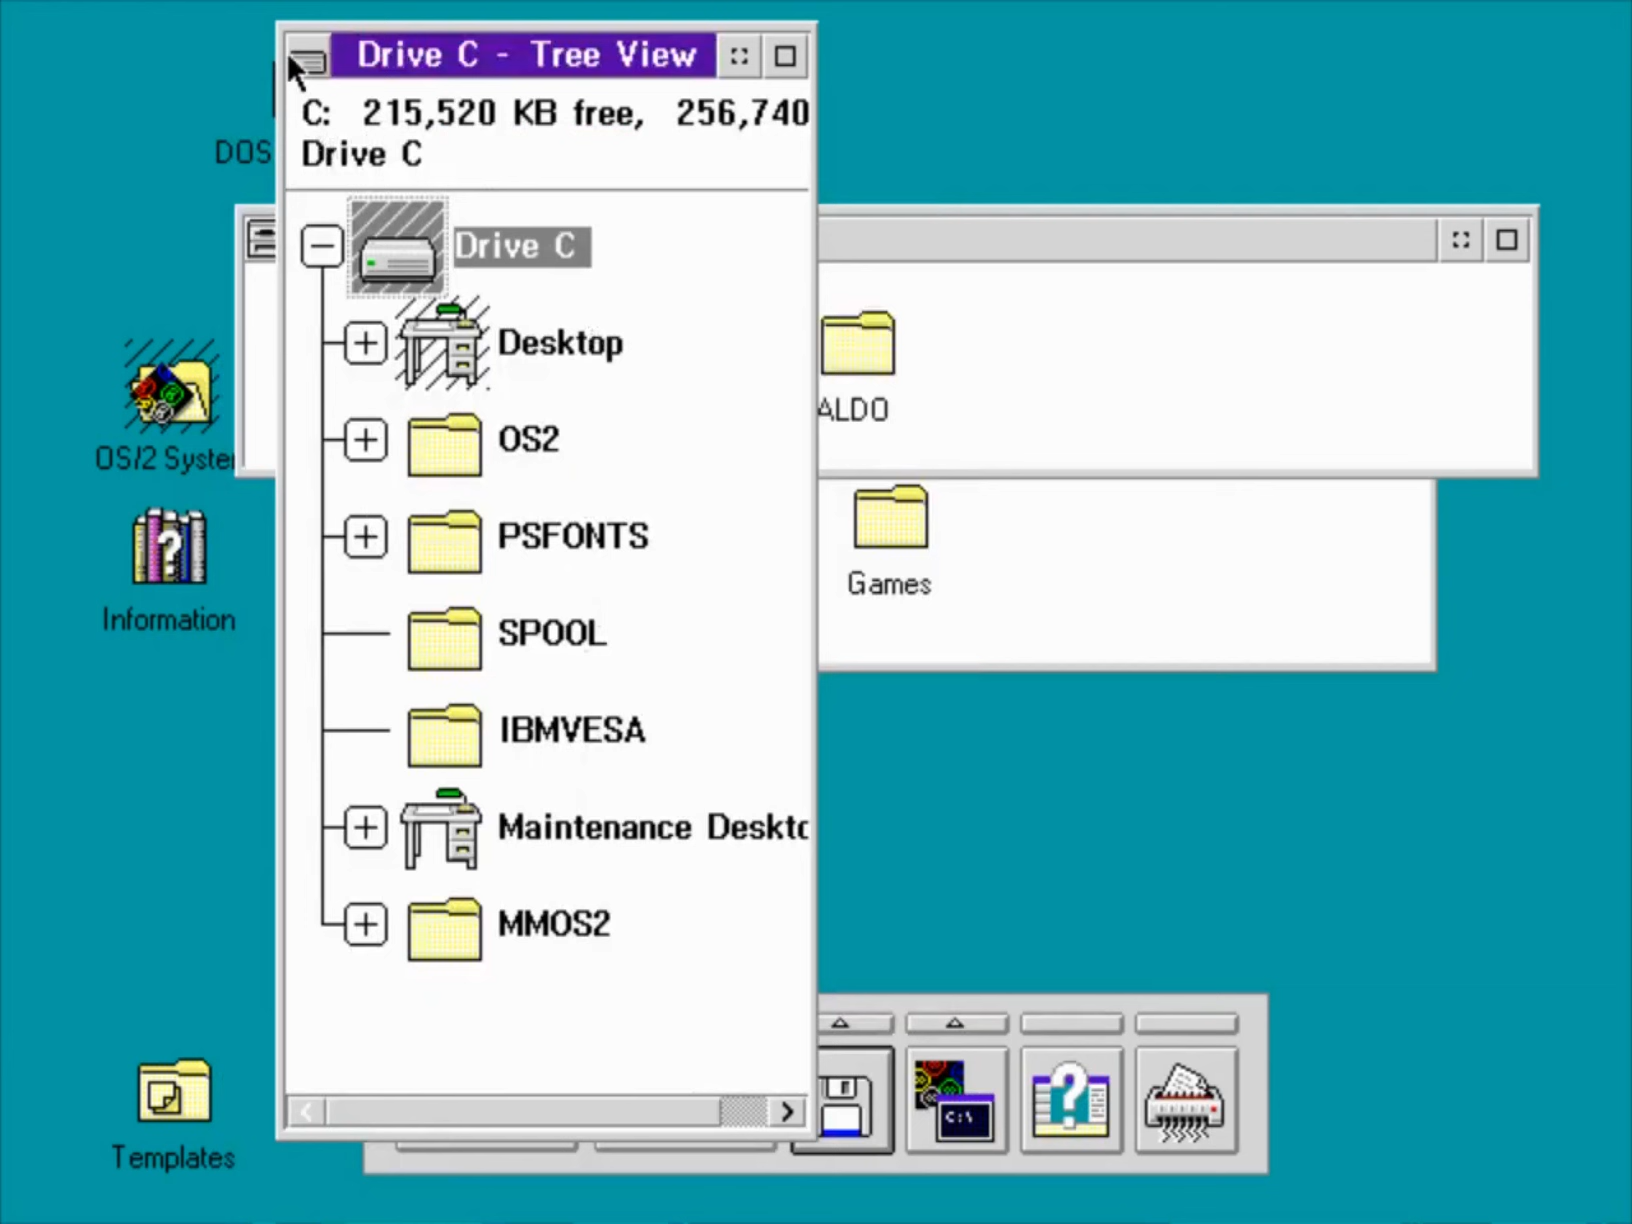 Drive C - Tree View
C: 215,520 KB free, 256,740
Drive C
DOS
Drive C
Desktop
ALDO
OS2
OS/2 Syste
PSFONTS
Games
Information
SPOOL
IBMVESA
Maintenance Deskto
MMOS2
C:\
Templates